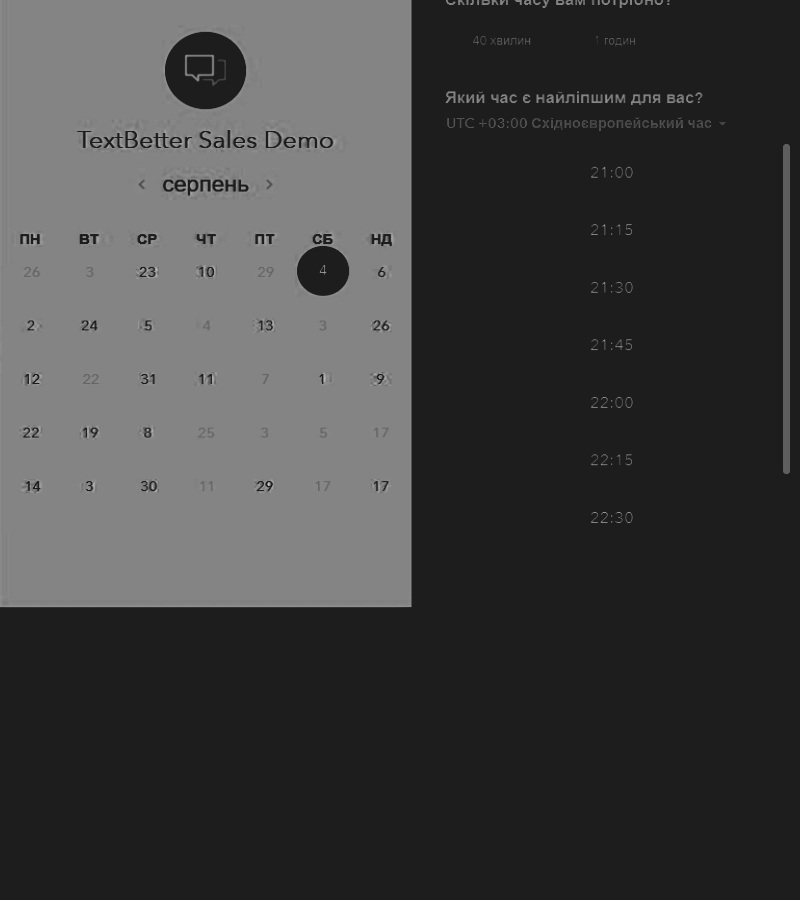 TextBetter Sales Demo
< серпень >
ПН ВТ СР ЧТ ПТ СБ НД
26 3 23 10 29 4 6
2 24 5 4 13 3 26
12 22 31 11 7 1 9
22 19 8 25 3 5 17
14 3 30 11 29 17 17
Скільки часу вам потрібно?
40 хвилин 1 годин
Який час є найліпшим для вас?
UTC +03:00 Східноєвропейський час
21:00
21:15
21:30
21:45
22:00
22:15
22:30